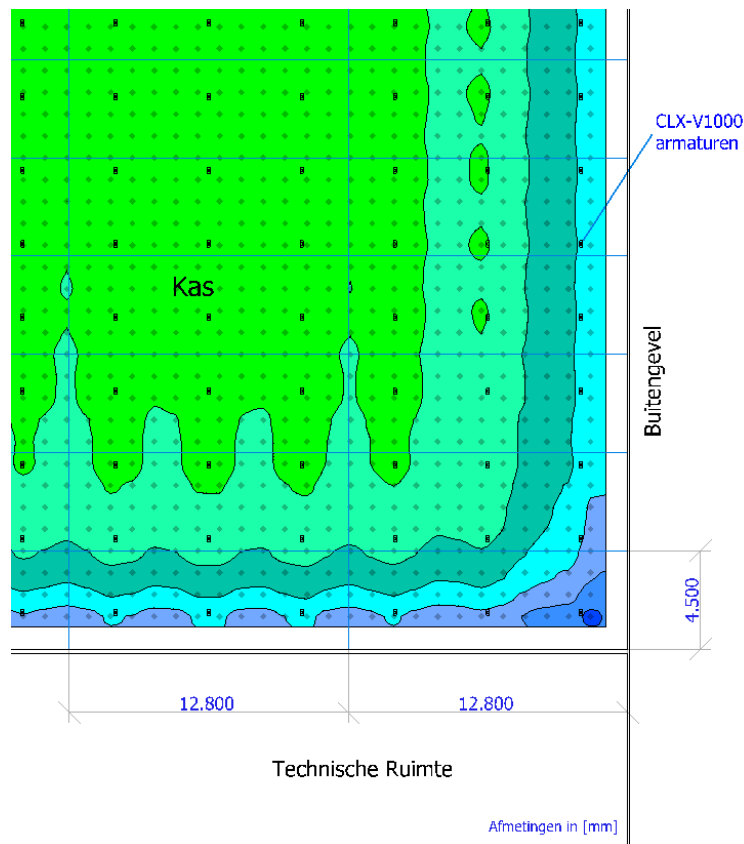 CLX-V1000
armaturen
Kas
Buitengevel
4.500
12.800
12.800
Technische Ruimte
Afmetingen in [mm]